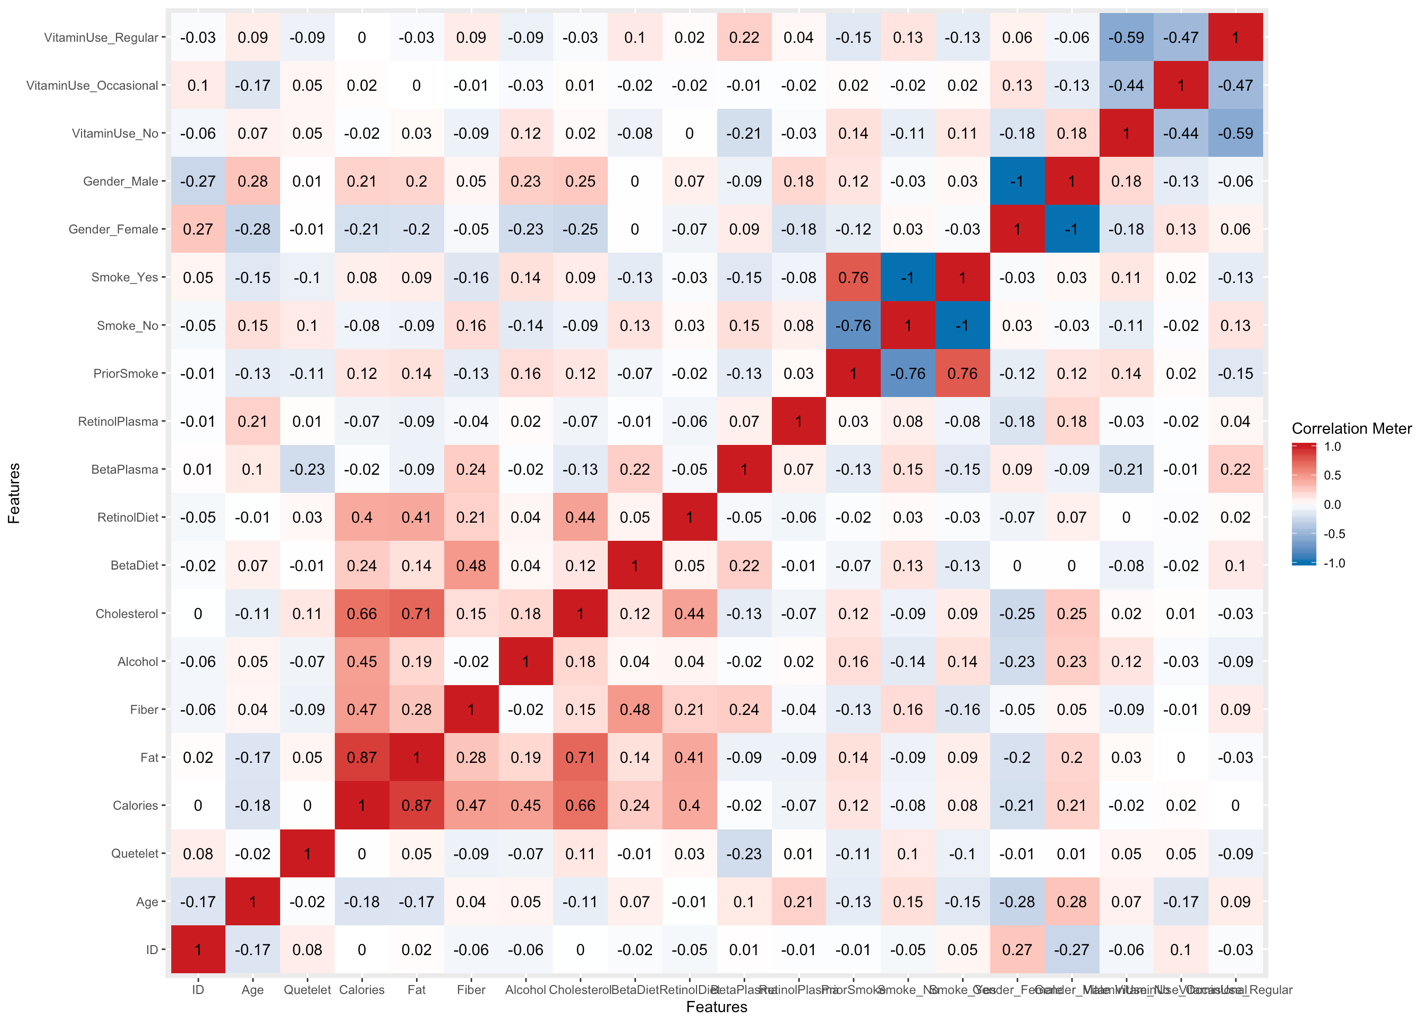 VitaminUse_Regular -0.03 0.09 -0.09 0 -0.03 0.09 -0.09 -0.03 0.1 0.02 0.22 0.04 -0.15 0.13 -0.13 0.06 -0.06 -0.59 -0.47 1
VitaminUse_Occasional 0.1 -0.17 0.05 0.02 0 -0.01 -0.03 0.01 -0.02 -0.02 -0.01 -0.02 0.02 -0.02 0.02 0.13 -0.13 -0.44 1 -0.47
VitaminUse_No -0.06 0.07 0.05 -0.02 0.03 -0.09 0.12 0.02 -0.08 0 -0.21 -0.03 0.14 -0.11 0.11 -0.18 0.18 1 -0.44 -0.59
Gender_Male -0.27 0.28 0.01 0.21 0.2 0.05 0.23 0.25 0 0.07 -0.09 0.18 0.12 -0.03 0.03 -1 1 0.18 -0.13 -0.06
Gender_Female 0.27 -0.28 -0.01 -0.21 -0.2 -0.05 -0.23 -0.25 0 -0.07 0.09 -0.18 -0.12 0.03 -0.03 1 -1 -0.18 0.13 0.06
Smoke_Yes 0.05 -0.15 -0.1 0.08 0.09 -0.16 0.14 0.09 -0.13 -0.03 -0.15 -0.08 0.76 -1 1 -0.03 0.03 0.11 0.02 -0.13
Smoke_No -0.05 0.15 0.1 -0.08 -0.09 0.16 -0.14 -0.09 0.13 0.03 0.15 0.08 -0.76 1 -1 0.03 -0.03 -0.11 -0.02 0.13
PriorSmoke -0.01 -0.13 -0.11 0.12 0.14 -0.13 0.16 0.12 -0.07 -0.02 -0.13 0.03 1 -0.76 0.76 -0.12 0.12 0.14 0.02 -0.15
RetinolPlasma -0.01 0.21 0.01 -0.07 -0.09 -0.04 0.02 -0.07 -0.01 -0.06 0.07 1 0.03 0.08 -0.08 -0.18 0.18 -0.03 -0.02 0.04
BetaPlasma 0.01 0.1 -0.23 -0.02 -0.09 0.24 -0.02 -0.13 0.22 -0.05 1 0.07 -0.13 0.15 -0.15 0.09 -0.09 -0.21 -0.01 0.22
RetinolDiet -0.05 -0.01 0.03 0.4 0.41 0.21 0.04 0.44 0.05 1 -0.05 -0.06 -0.02 0.03 -0.03 -0.07 0.07 0 -0.02 0.02
BetaDiet -0.02 0.07 -0.01 0.24 0.14 0.48 0.04 0.12 1 0.05 0.22 -0.01 -0.07 0.13 -0.13 0 0 -0.08 -0.02 0.1
Cholesterol 0 -0.11 0.11 0.66 0.71 0.15 0.18 1 0.12 0.44 -0.13 -0.07 0.12 -0.09 0.09 -0.25 0.25 0.02 0.01 -0.03
Alcohol -0.06 0.05 -0.07 0.45 0.19 -0.02 1 0.18 0.04 0.04 -0.02 0.02 0.16 -0.14 0.14 -0.23 0.23 0.12 -0.03 -0.09
Fiber -0.06 0.04 -0.09 0.47 0.28 1 -0.02 0.15 0.48 0.21 0.24 -0.04 -0.13 0.16 -0.16 -0.05 0.05 -0.09 -0.01 0.09
Fat 0.02 -0.17 0.05 0.87 1 0.28 0.19 0.71 0.14 0.41 -0.09 -0.09 0.14 -0.09 0.09 -0.2 0.2 0.03 0 -0.03
Calories 0 -0.18 0 1 0.87 0.47 0.45 0.66 0.24 0.4 -0.02 -0.07 0.12 -0.08 0.08 -0.21 0.21 -0.02 0.02 0
Quetelet 0.08 -0.02 1 0 0.05 -0.09 -0.07 0.11 -0.01 0.03 -0.23 0.01 -0.11 0.1 -0.1 -0.01 0.01 0.05 0.05 -0.09
Age -0.17 1 -0.02 -0.18 -0.17 0.04 0.05 -0.11 0.07 -0.01 0.1 0.21 -0.13 0.15 -0.15 -0.28 0.28 0.07 -0.17 0.09
ID 1 -0.17 0.08 0 0.02 -0.06 -0.06 0 -0.02 -0.05 0.01 -0.01 -0.01 -0.05 0.05 0.27 -0.27 -0.06 0.1 -0.03
ID Age Quetelet Calories Fat Fiber Alcohol Cholesterol BetaDiet RetinolDiet BetaPlasma RetinolPlasma PriorSmoke Smoke_No Smoke_Yes Gender_Female Gender_Male VitaminUse_No VitaminUse_Occasional VitaminUse_Regular
Features
Features
Correlation Meter
1.0
0.5
0.0
-0.5
-1.0